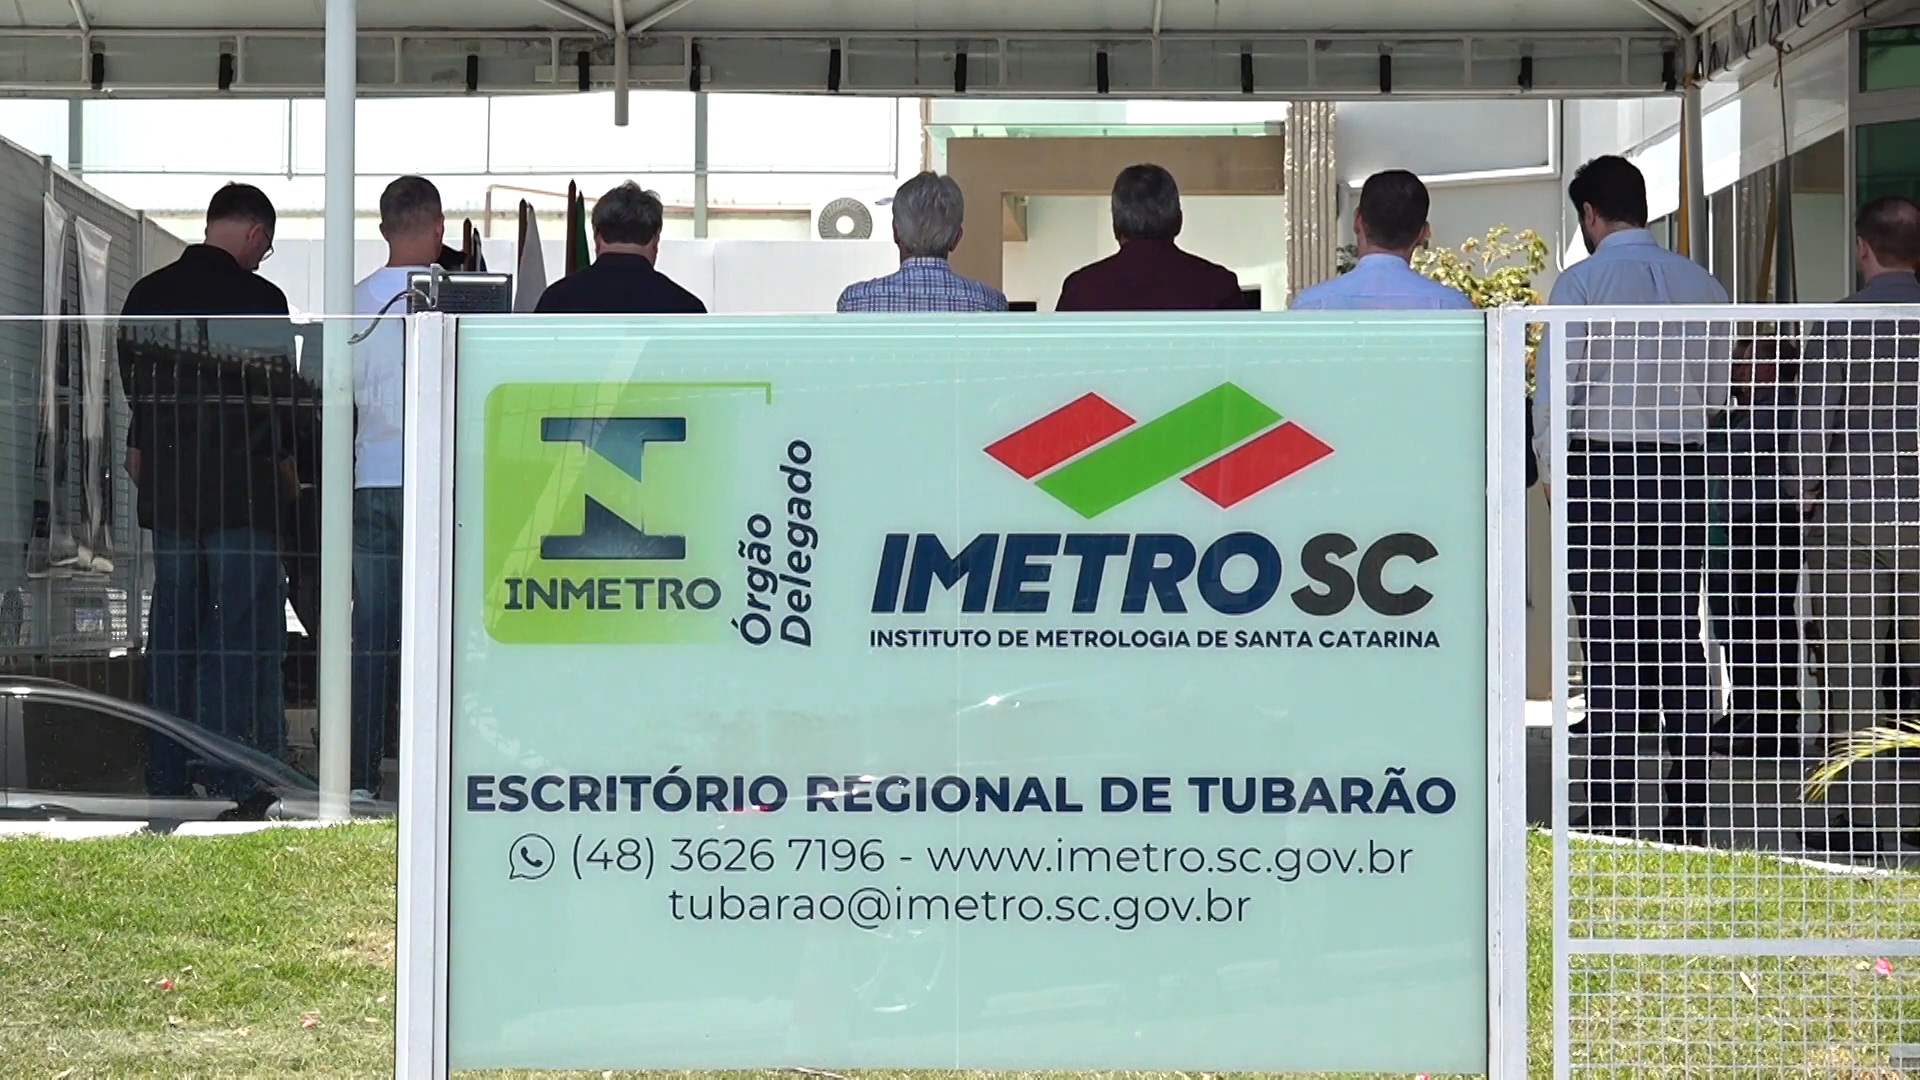 INMETRO
Órgão
Delegado
IMETRO SC
INSTITUTO DE METROLOGIA DE SANTA CATARINA
ESCRITÓRIO REGIONAL DE TUBARÃO
(48) 3626 7196 - www.imetro.sc.gov.br
tubarao@imetro.sc.gov.br